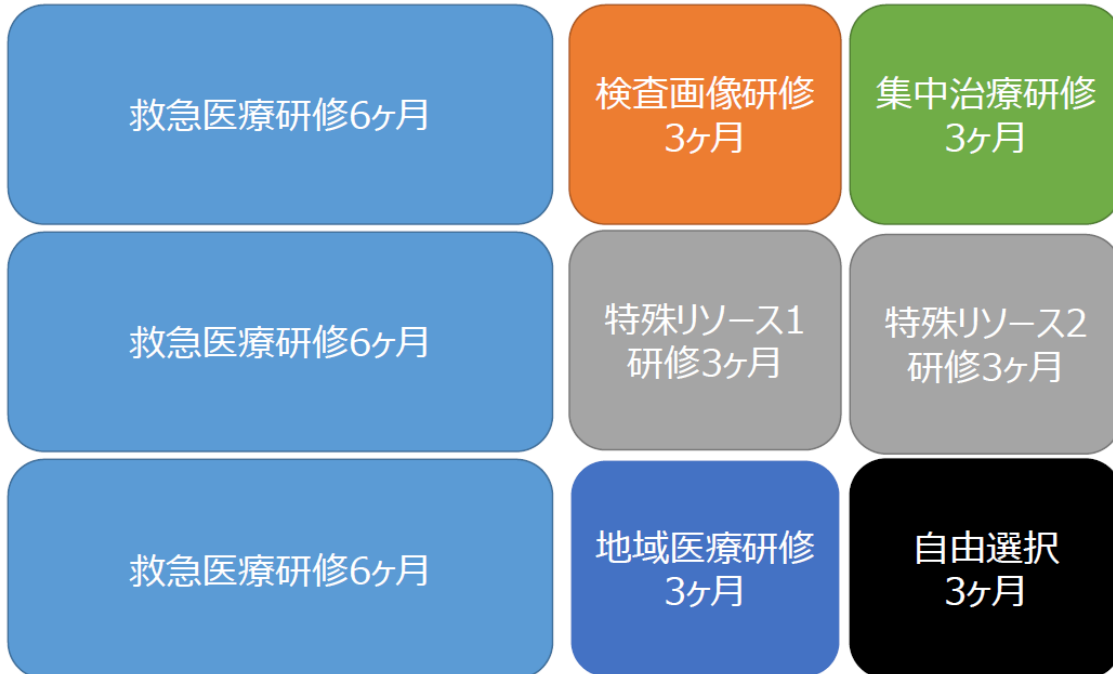 救急医療研修6ヶ月
検査画像研修
3ヶ月
集中治療研修
3ヶ月
救急医療研修6ヶ月
特殊リソース1
研修3ヶ月
特殊リソース2
研修3ヶ月
救急医療研修6ヶ月
地域医療研修
3ヶ月
自由選択
3ヶ月